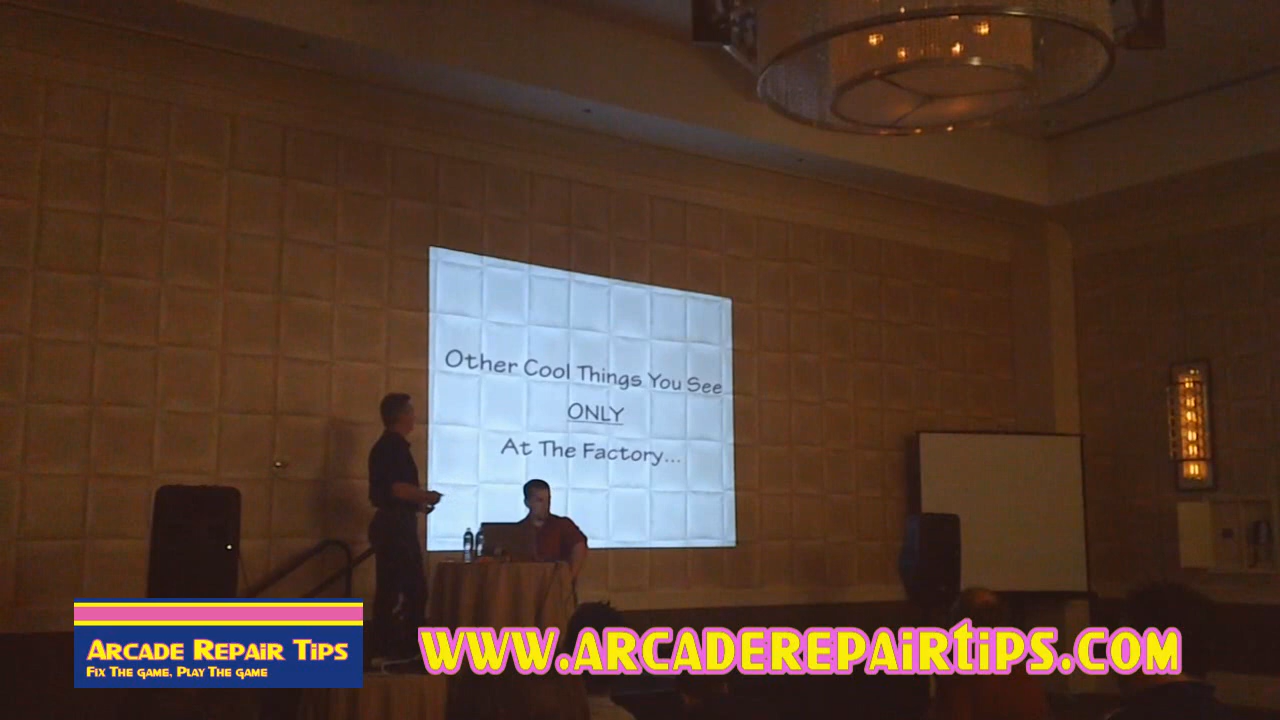 Other Cool Things You See
ONLY
At The Factory...
Arcade Repair Tips
Fix The game, Play The game
www.arcaderepairtips.com